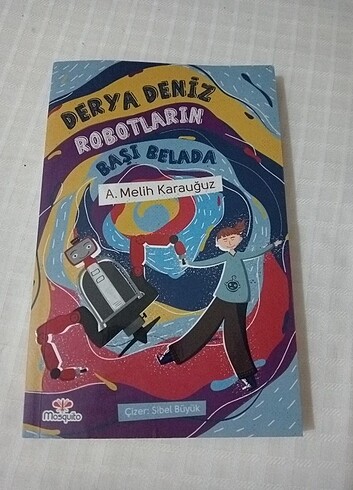 DERYA DENİZ
ROBOTLARIN
BAŞI BELADA
A. Melih Karauğuz
Mosquito
Çizer: Sibel Büyük